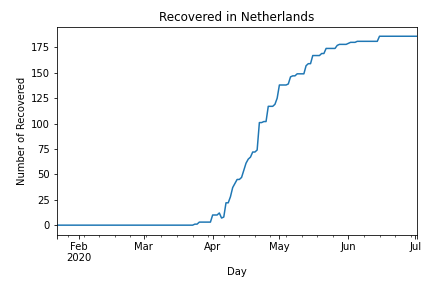 Recovered in Netherlands
Number of Recovered
175
150
125
100
75
50
25
0
Feb
2020
Mar
Apr
May
Jun
Jul
Day